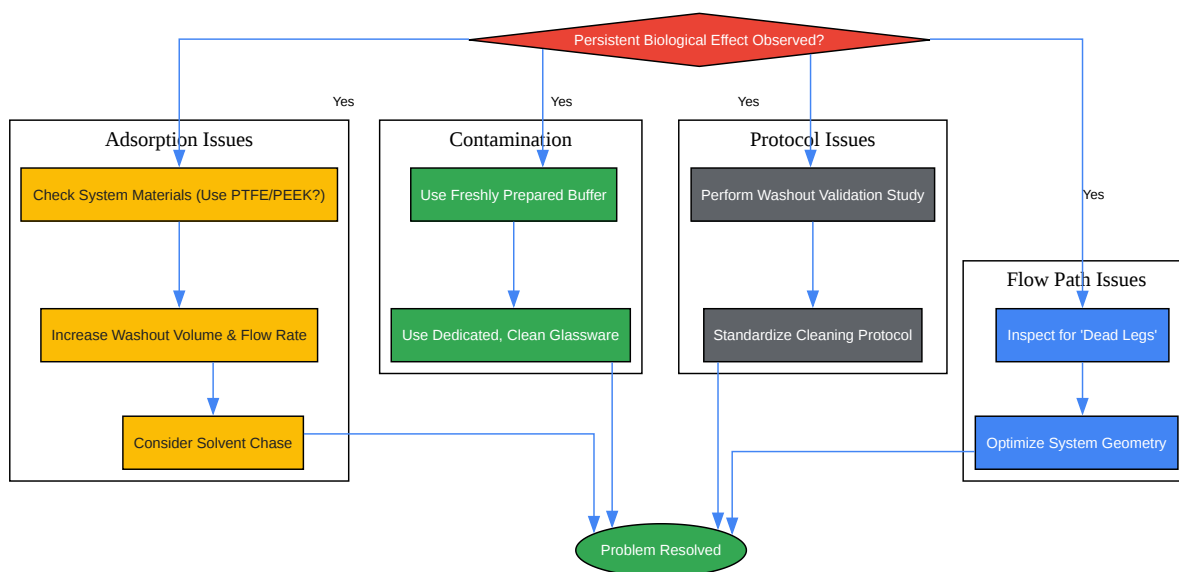 Persistent Biological Effect Observed?
Yes
Yes
Yes
Yes
Adsorption Issues
Check System Materials (Use PTFE/PEEK?)
Increase Washout Volume & Flow Rate
Consider Solvent Chase
Contamination
Use Freshly Prepared Buffer
Use Dedicated, Clean Glassware
Protocol Issues
Perform Washout Validation Study
Standardize Cleaning Protocol
Flow Path Issues
Inspect for 'Dead Legs'
Optimize System Geometry
Problem Resolved